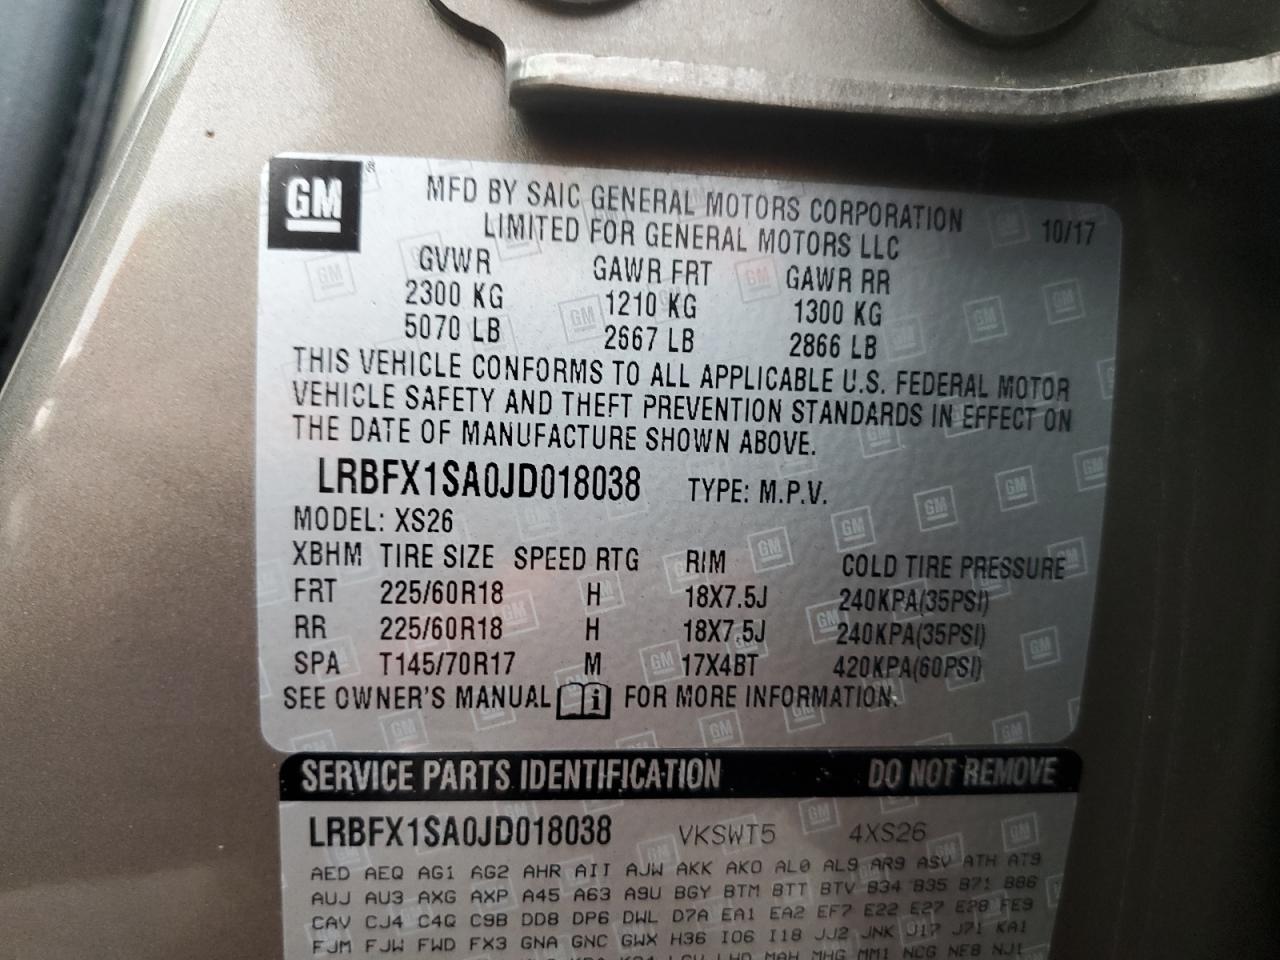 GM ®
MFD BY SAIC GENERAL MOTORS CORPORATION
LIMITED FOR GENERAL MOTORS LLC 10/17
GVWR GAWR FRT GAWR RR
2300 KG 1210 KG 1300 KG
5070 LB 2667 LB 2866 LB
THIS VEHICLE CONFORMS TO ALL APPLICABLE U.S. FEDERAL MOTOR
VEHICLE SAFETY AND THEFT PREVENTION STANDARDS IN EFFECT ON
THE DATE OF MANUFACTURE SHOWN ABOVE.
LRBFX1SA0JD018038 TYPE: M.P.V.
MODEL: XS26
XBHM TIRE SIZE SPEED RTG RIM COLD TIRE PRESSURE
FRT 225/60R18 H 18X7.5J 240KPA(35PSI)
RR 225/60R18 H 18X7.5J 240KPA(35PSI)
SPA T145/70R17 M 17X4BT 420KPA(60PSI)
SEE OWNER'S MANUAL i FOR MORE INFORMATION.
SERVICE PARTS IDENTIFICATION DO NOT REMOVE
LRBFX1SA0JD018038 VKSWT5 4XS26
AED AEQ AG1 AG2 AHR AII AJW AKK AKO AL0 AL9 AR9 ASV ATH AT9
AUJ AU3 AXG AXP A45 A63 A9U BGY BTM BTT BTV B34 B35 B71 B86
CAV CJ4 C4Q C9B DD8 DP6 DWL D7A EA1 EA2 EF7 E22 E27 E28 FE9
FJM FJW FWD FX3 GNA GNC GWX H36 I06 I18 JJ2 JNK J17 J71 KA1
LHD MAH MHG MM1 NCG NE8 NJ1